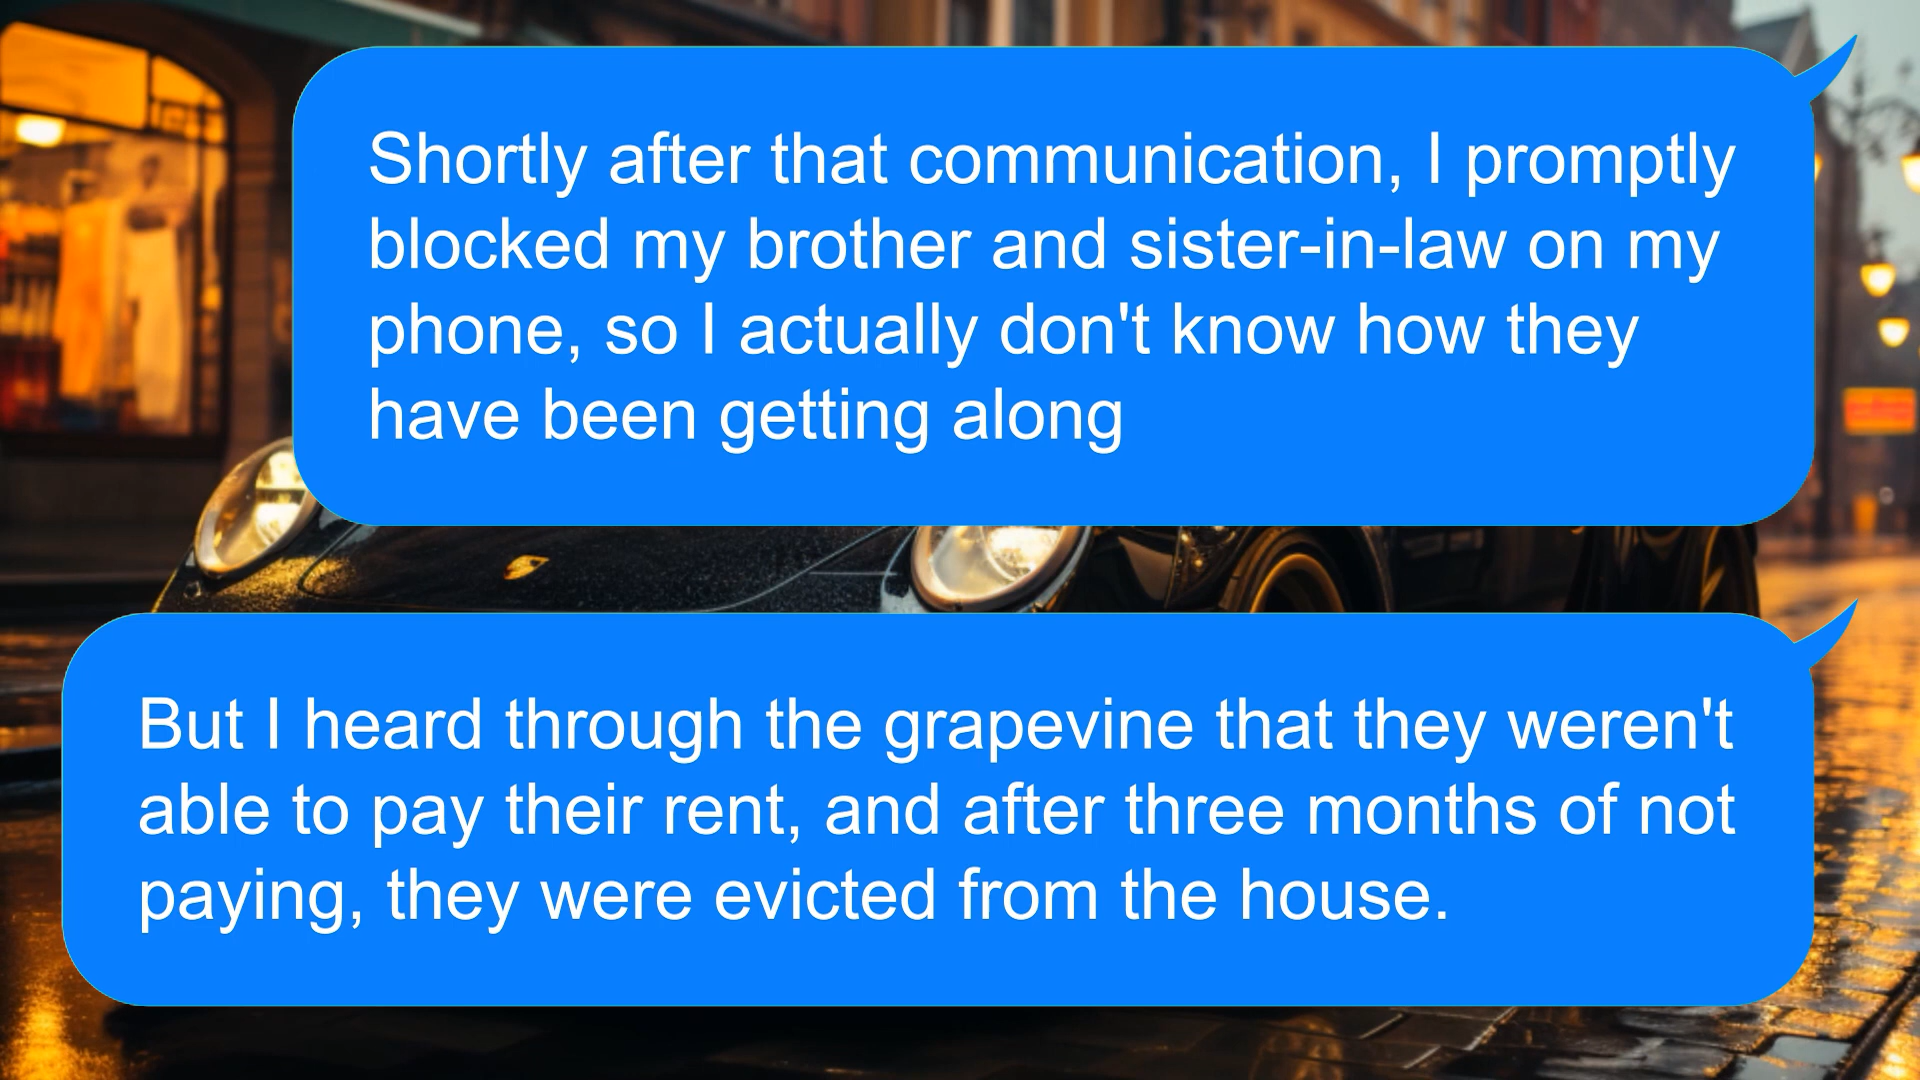 Shortly after that communication, I promptly
blocked my brother and sister-in-law on my
phone, so I actually don't know how they
have been getting along
But I heard through the grapevine that they weren't
able to pay their rent, and after three months of not
paying, they were evicted from the house.